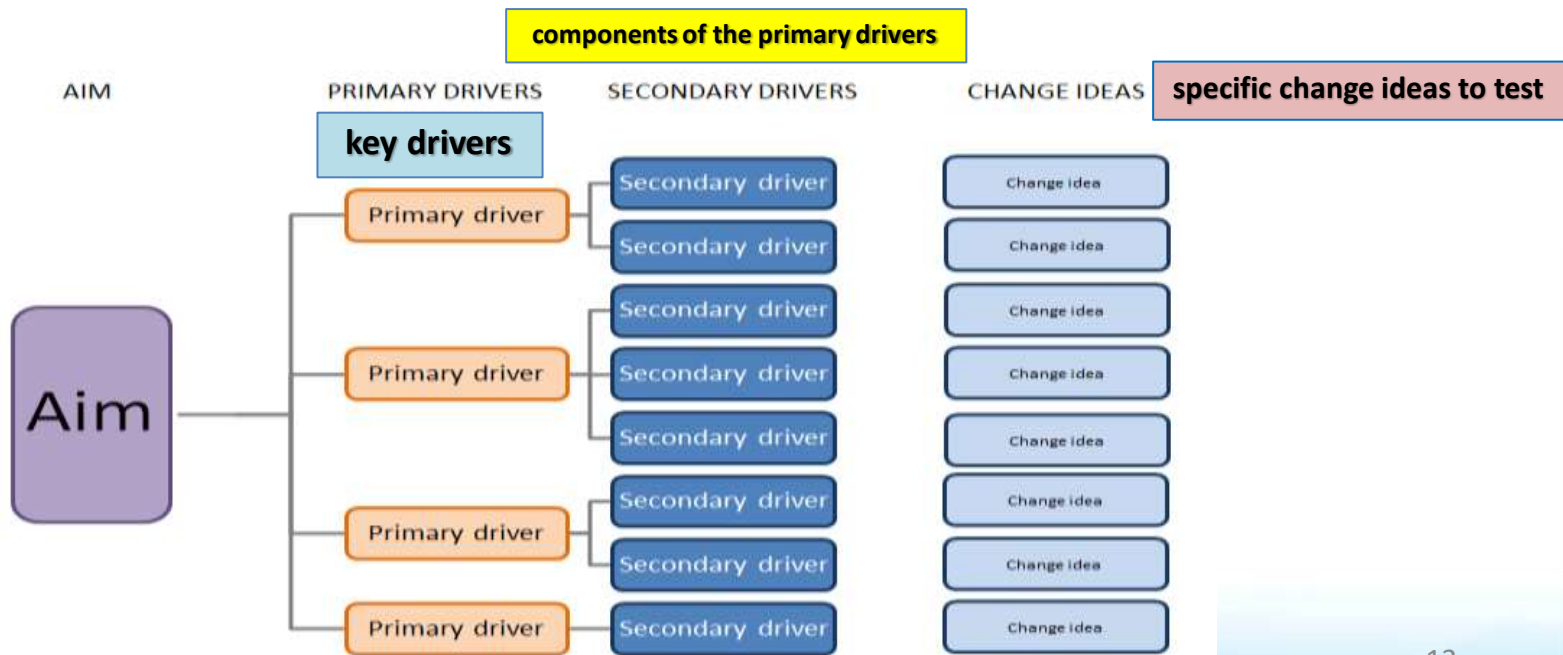 components of the primary drivers
AIM
PRIMARY DRIVERS
SECONDARY DRIVERS
CHANGE IDEAS
specific change ideas to test
key drivers
Aim
Primary driver
Primary driver
Primary driver
Primary driver
Secondary driver
Secondary driver
Secondary driver
Secondary driver
Secondary driver
Secondary driver
Secondary driver
Secondary driver
Change idea
Change idea
Change idea
Change idea
Change idea
Change idea
Change idea
Change idea